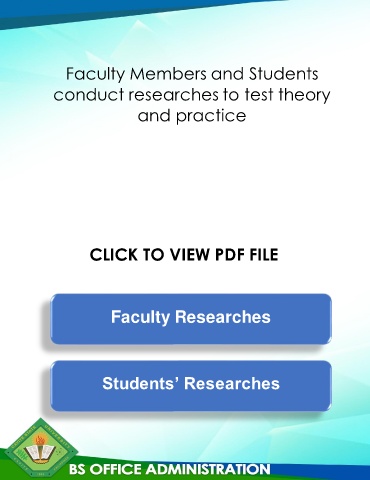 Faculty Members and Students
conduct researches to test theory
and practice
CLICK TO VIEW PDF FILE
Faculty Researches
Students’ Researches
BS OFFICE ADMINISTRATION